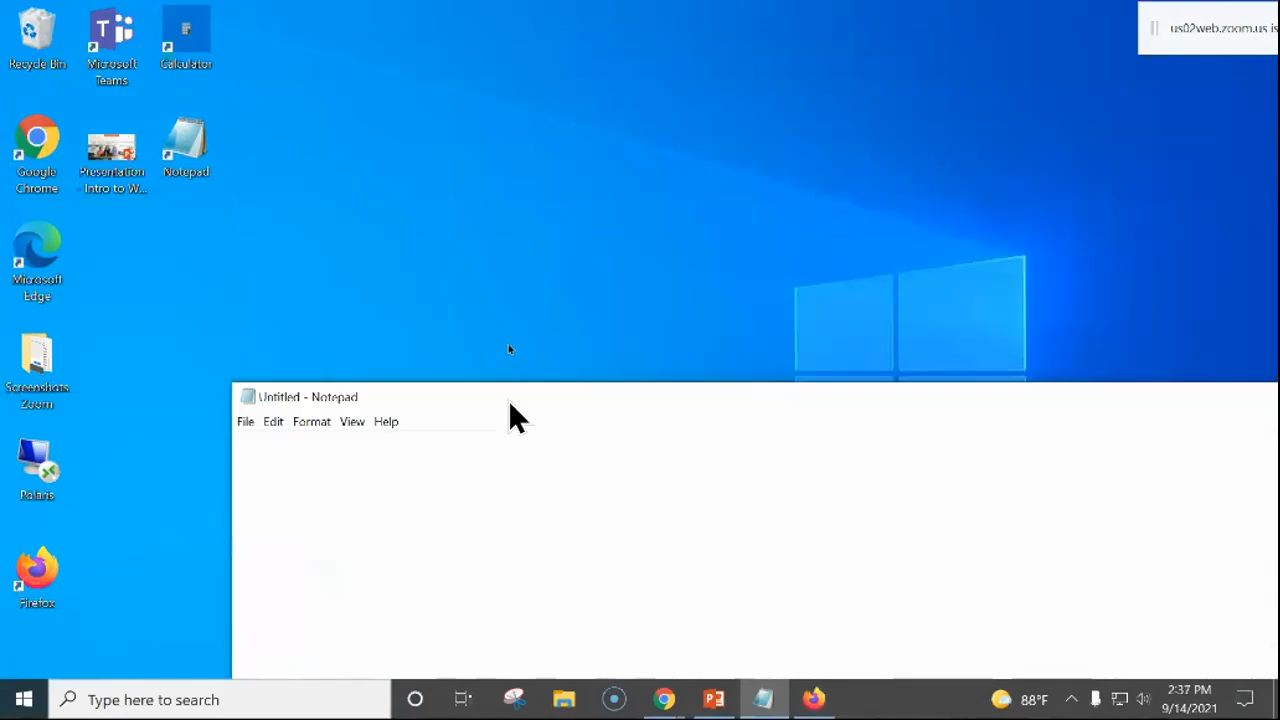 Recycle Bin
Microsoft
Teams
Calculator
us02web.zoom.us is
Google
Chrome
Presentation
- Intro to W...
Notepad
Microsoft
Edge
Screenshots
Zoom
Polaris
Firefox
Untitled - Notepad
File Edit Format View Help
Type here to search
88°F
2:37 PM
9/14/2021